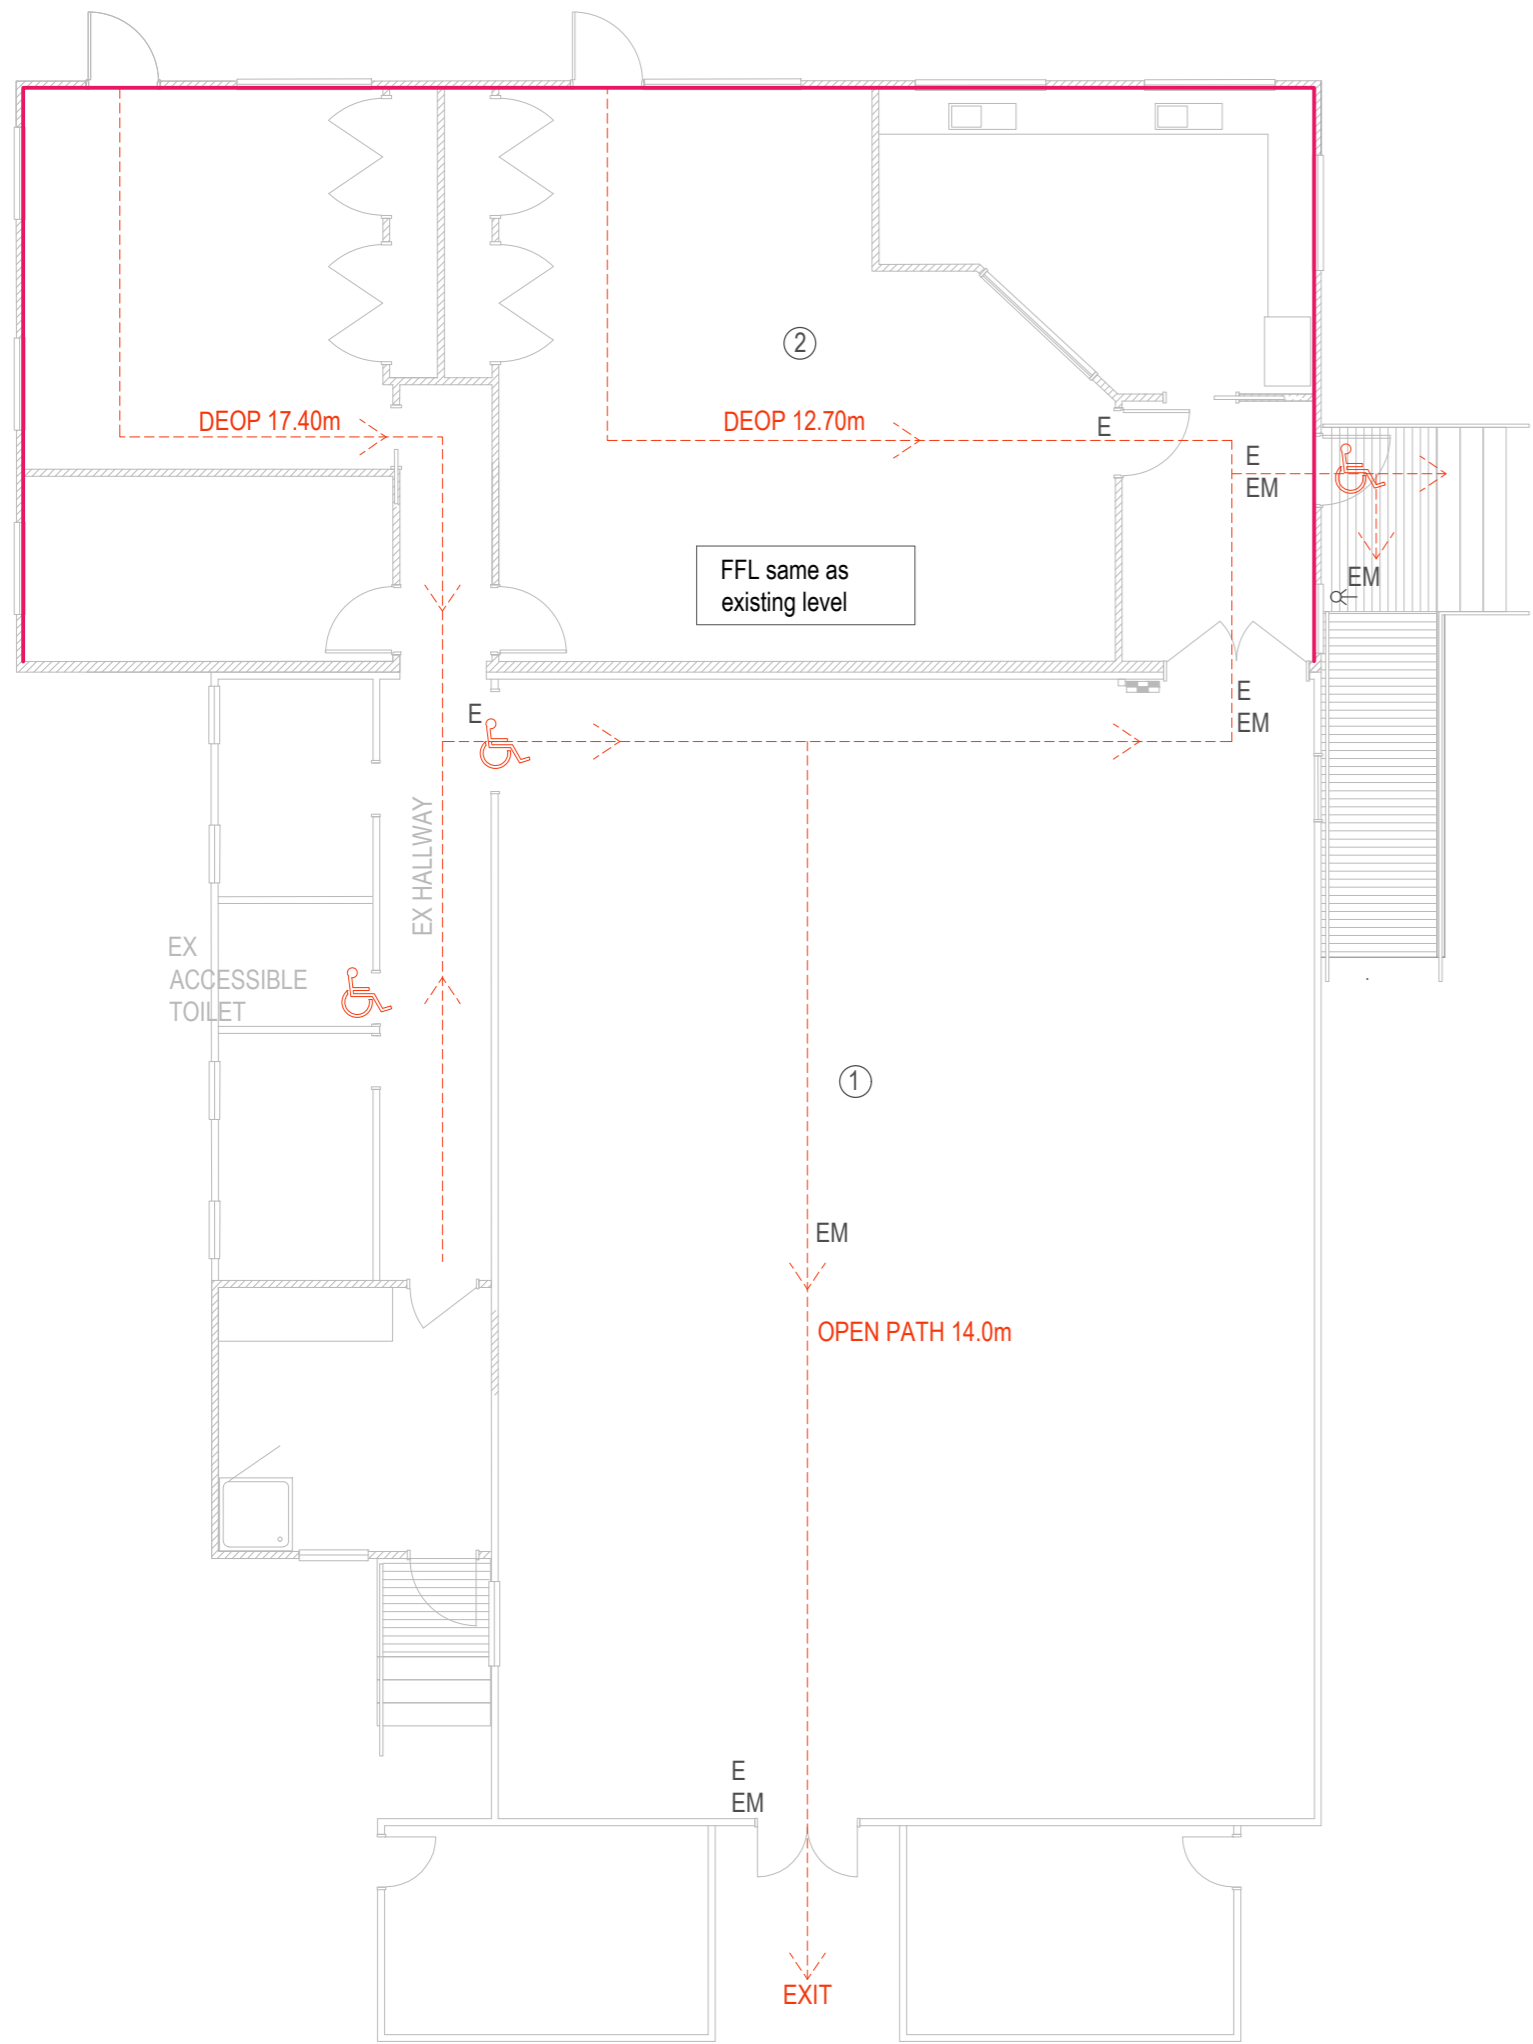 2
DEOP 17.40m
DEOP 12.70m
E
E
EM
FFL same as
existing level
EM
E
EM
E
EX HALLWAY
EX
ACCESSIBLE
TOILET
1
EM
OPEN PATH 14.0m
E
EM
EXIT